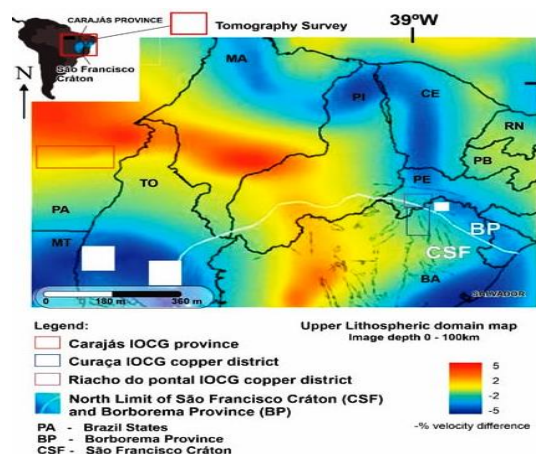 CARAJÁS PROVINCE
Tomography Survey
39ºW
São Francisco
Cráton
N
MA
PI
CE
RN
PB
PE
TO
PA
MT
BP
CSF
BA
SALVADOR
0 180 m 360 m
Legend:
Carajás IOCG province
Curaça IOCG copper district
Riacho do pontal IOCG copper district
North Limit of São Francisco Cráton (CSF)
and Borborema Province (BP)
PA - Brazil States
BP - Borborema Province
CSF - São Francisco Cráton
Upper Lithospheric domain map
Image depth 0 - 100km
5
2
0
-2
-5
-% velocity difference